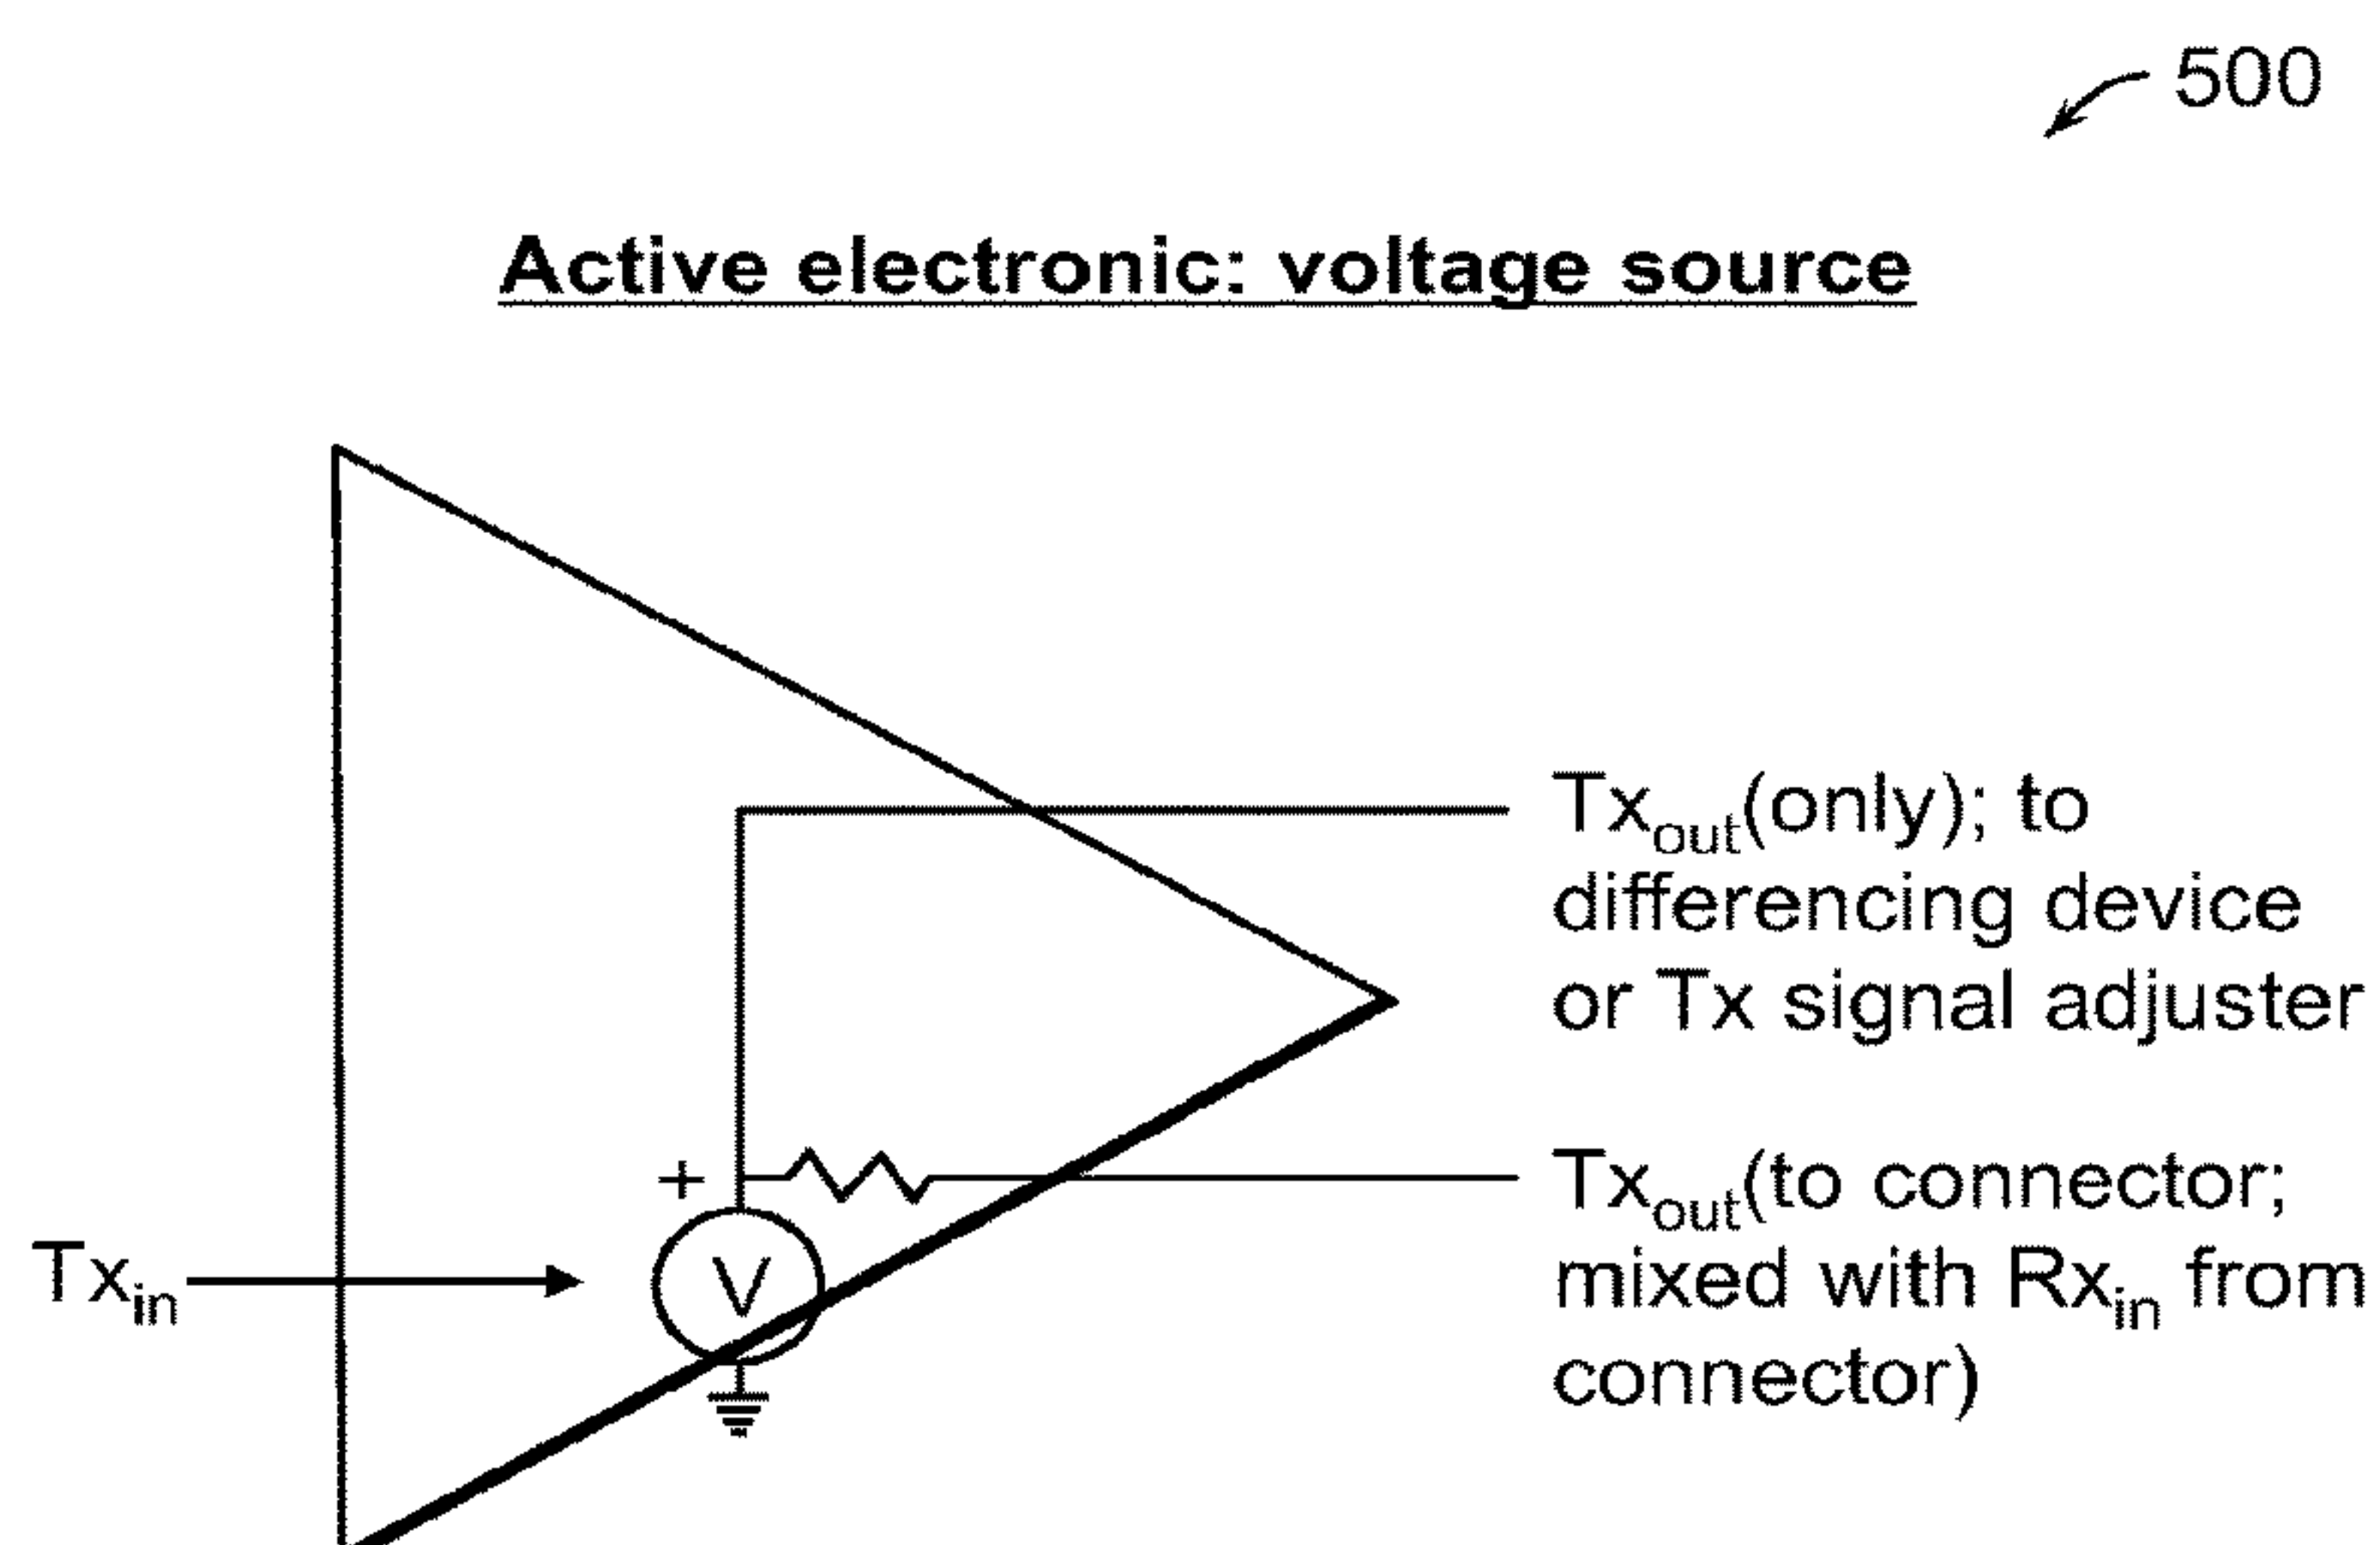 500
Active electronic: voltage source
Tx_out(only); to
differencing device
or Tx signal adjuster
+
Tx_out(to connector;
mixed with Rx_in from
connector)
Tx_in
V